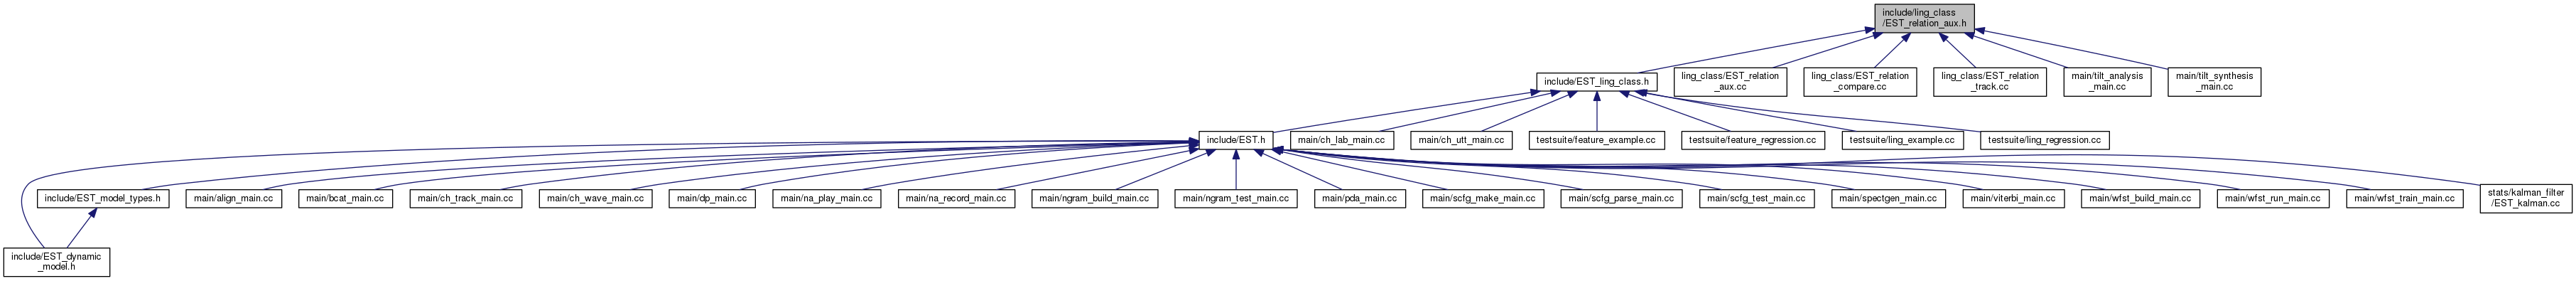 include/ling_class
/EST_relation_aux.h
include/EST_ling_class.h
ling_class/EST_relation
_aux.cc
ling_class/EST_relation
_compare.cc
ling_class/EST_relation
_track.cc
main/tilt_analysis
_main.cc
main/tilt_synthesis
_main.cc
include/EST.h
main/ch_lab_main.cc
main/ch_utt_main.cc
testsuite/feature_example.cc
testsuite/feature_regression.cc
testsuite/ling_example.cc
testsuite/ling_regression.cc
include/EST_model_types.h
main/align_main.cc
main/bcat_main.cc
main/ch_track_main.cc
main/ch_wave_main.cc
main/dp_main.cc
main/na_play_main.cc
main/na_record_main.cc
main/ngram_build_main.cc
main/ngram_test_main.cc
main/pda_main.cc
main/scfg_make_main.cc
main/scfg_parse_main.cc
main/scfg_test_main.cc
main/spectgen_main.cc
main/viterbi_main.cc
main/wfst_build_main.cc
main/wfst_run_main.cc
main/wfst_train_main.cc
stats/kalman_filter
/EST_kalman.cc
include/EST_dynamic
_model.h